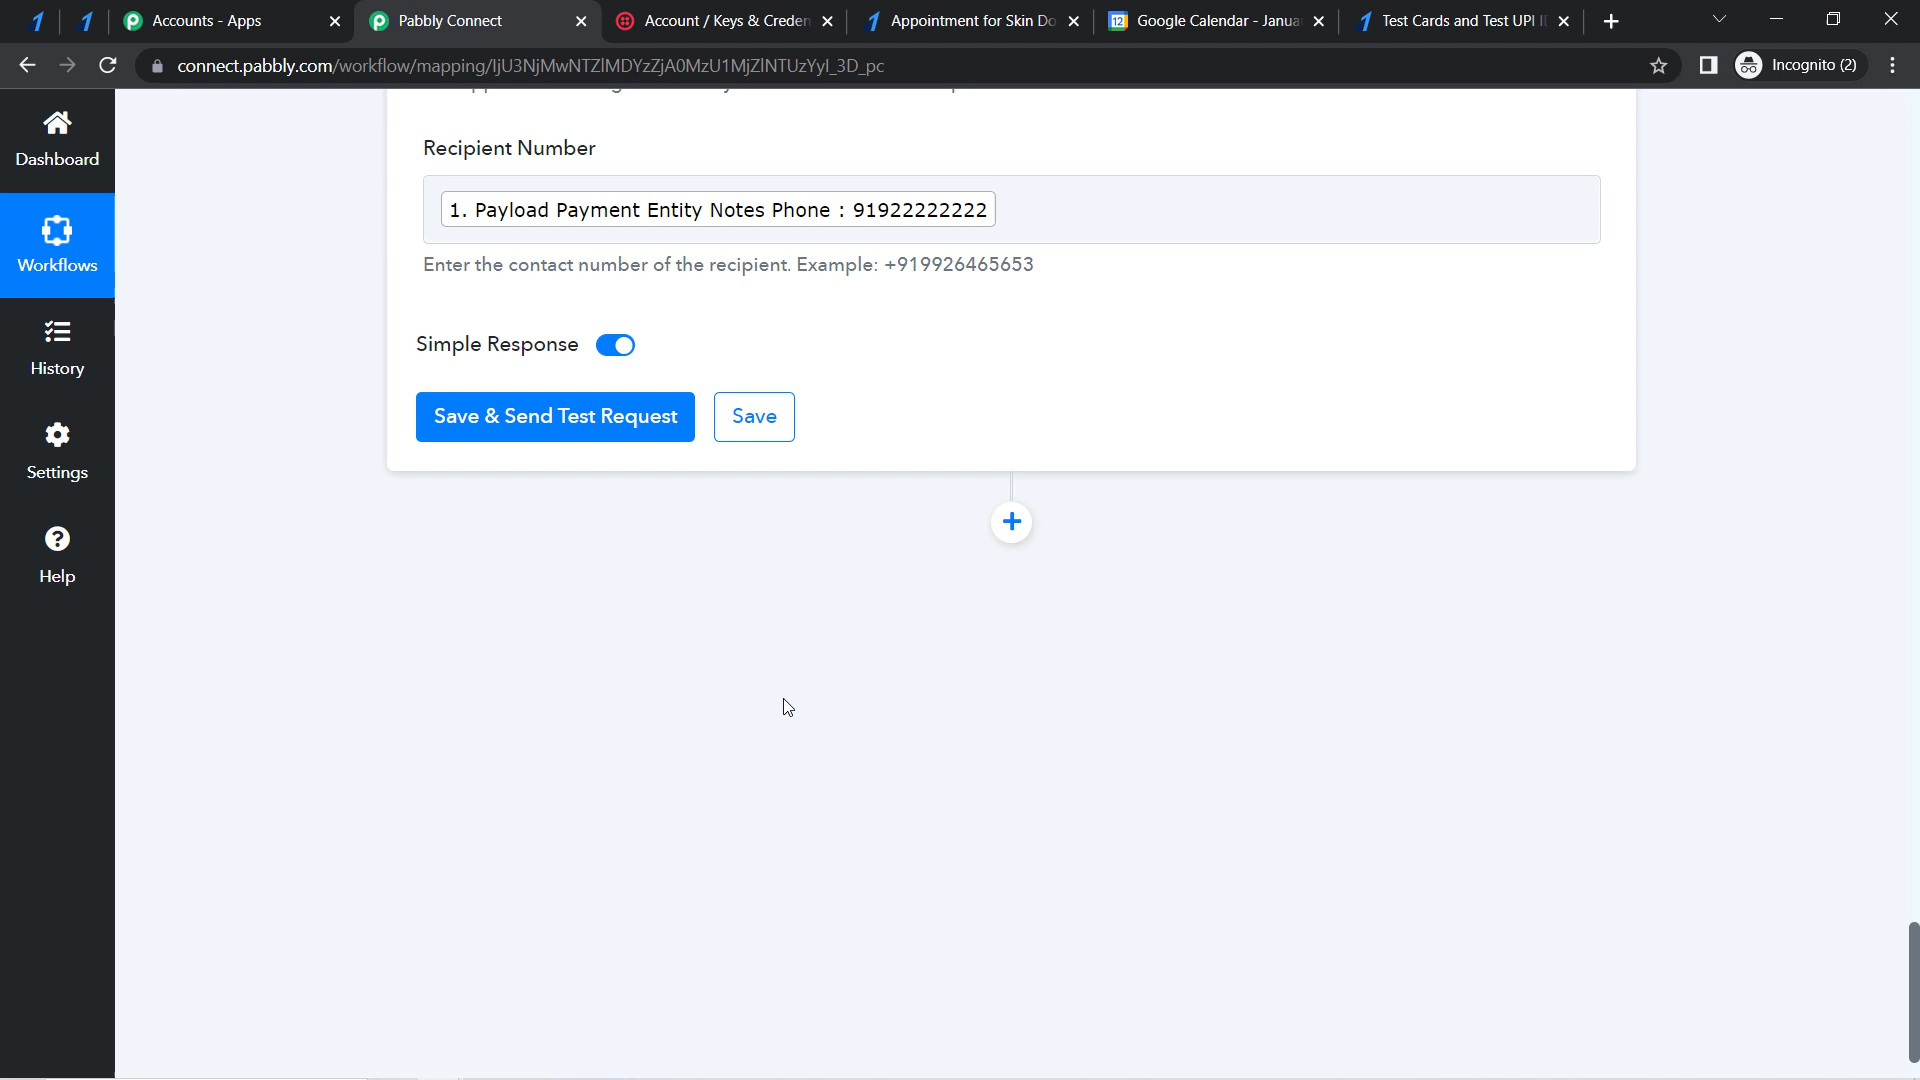 Accounts - Apps
Pabbly Connect
Account / Keys & Creden
Appointment for Skin Do
12
Google Calendar - Janua
Test Cards and Test UPI I
connect.pabbly.com/workflow/mapping/IjU3NjMwNTZlMDYzZjA0MzU1MjZlNTUzYyI_3D_pc
Incognito (2)
Dashboard
Workflows
History
Settings
Help
Recipient Number
1. Payload Payment Entity Notes Phone : 91922222222
Enter the contact number of the recipient. Example: +919926465653
Simple Response
Save & Send Test Request
Save